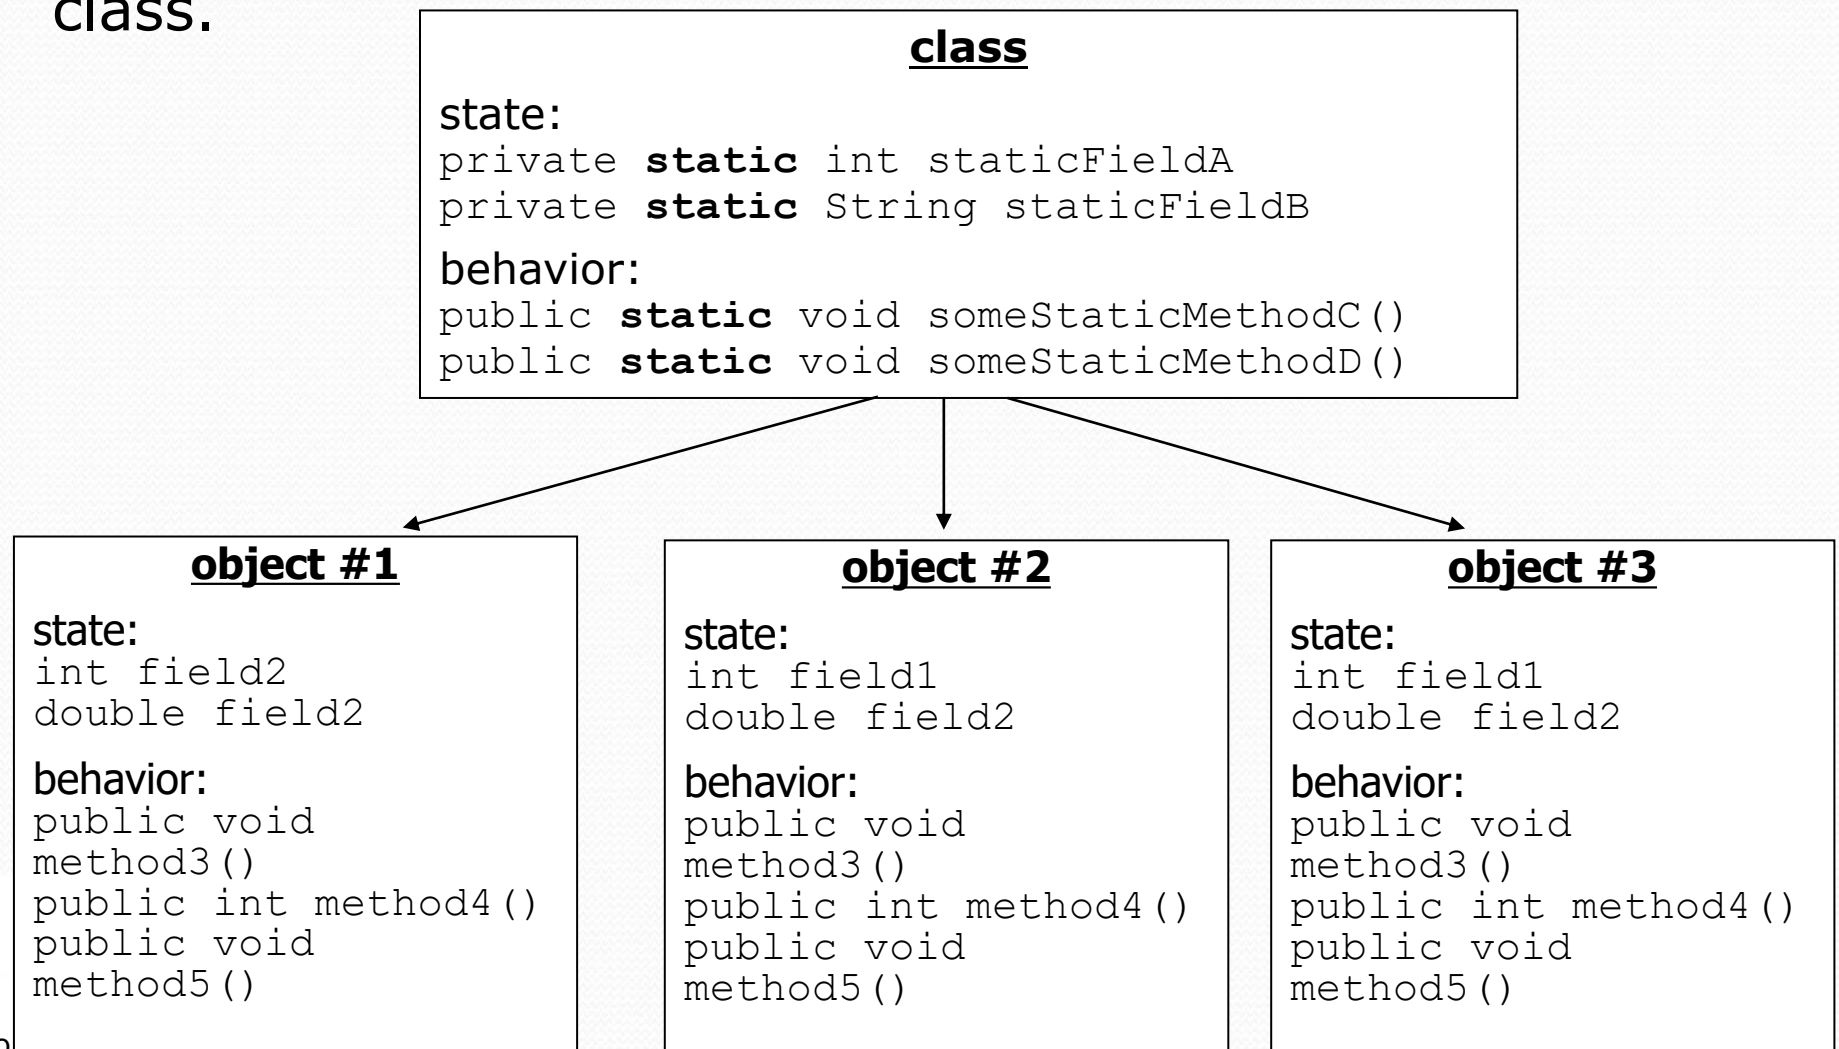 class.
class
state:
private static int staticFieldA
private static String staticFieldB
behavior:
public static void someStaticMethodC()
public static void someStaticMethodD()
object #1
state:
int field2
double field2
behavior:
public void
method3()
public int method4()
public void
method5()
object #2
state:
int field1
double field2
behavior:
public void
method3()
public int method4()
public void
method5()
object #3
state:
int field1
double field2
behavior:
public void
method3()
public int method4()
public void
method5()